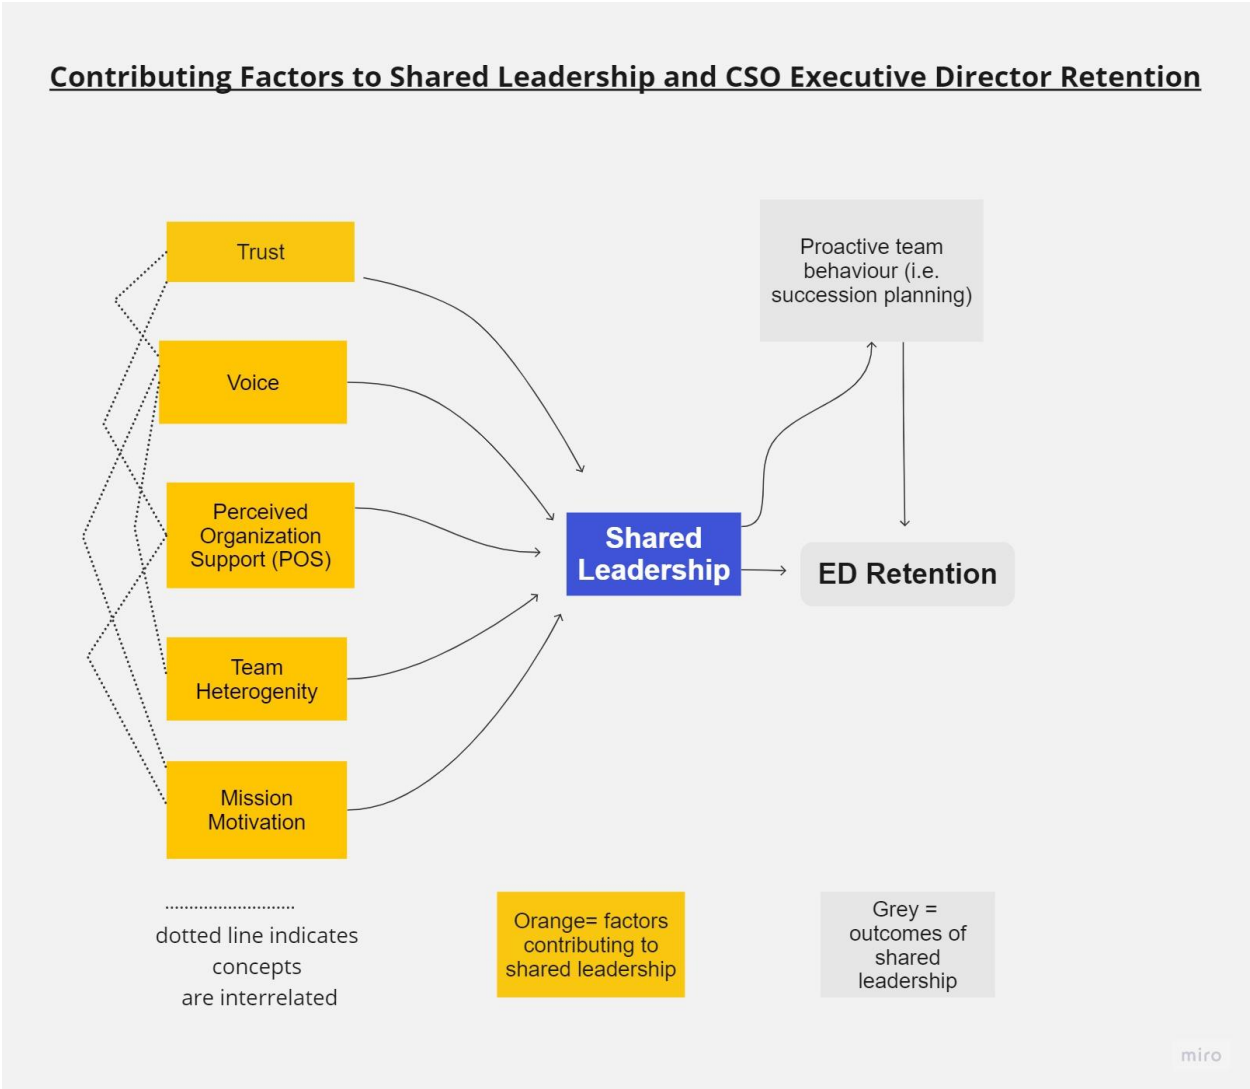 Contributing Factors to Shared Leadership and CSO Executive Director Retention
Trust
Voice
Perceived
Organization
Support (POS)
Team
Heterogenity
Mission
Motivation
Shared
Leadership
Proactive team
behaviour (i.e.
succession planning)
ED Retention
dotted line indicates
concepts
are interrelated
Orange= factors
contributing to
shared leadership
Grey =
outcomes of
shared
leadership
miro